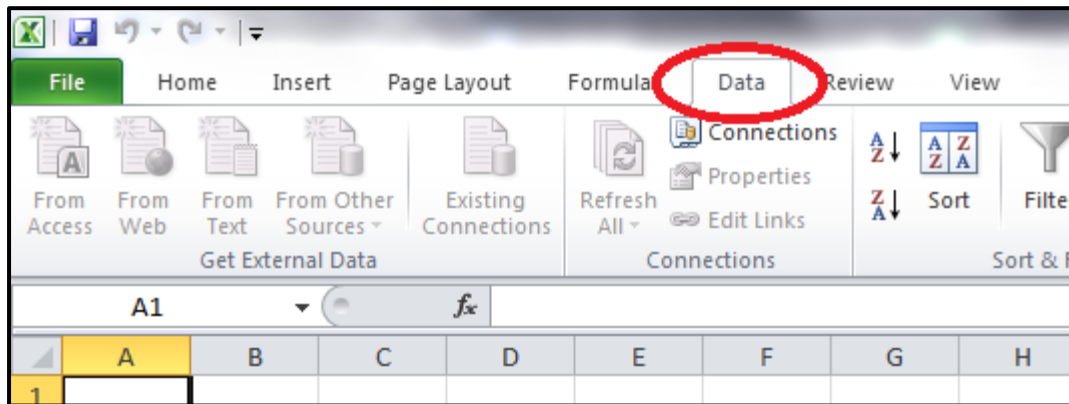 File Home Insert Page Layout Formula Data Review View
Connections
Properties
Edit Links
From Access
From Web
From Text
From Other Sources
Existing Connections
Refresh All
Sort
Filte
Get External Data
Connections
Sort & F
A1 fx
A B C D E F G H
1